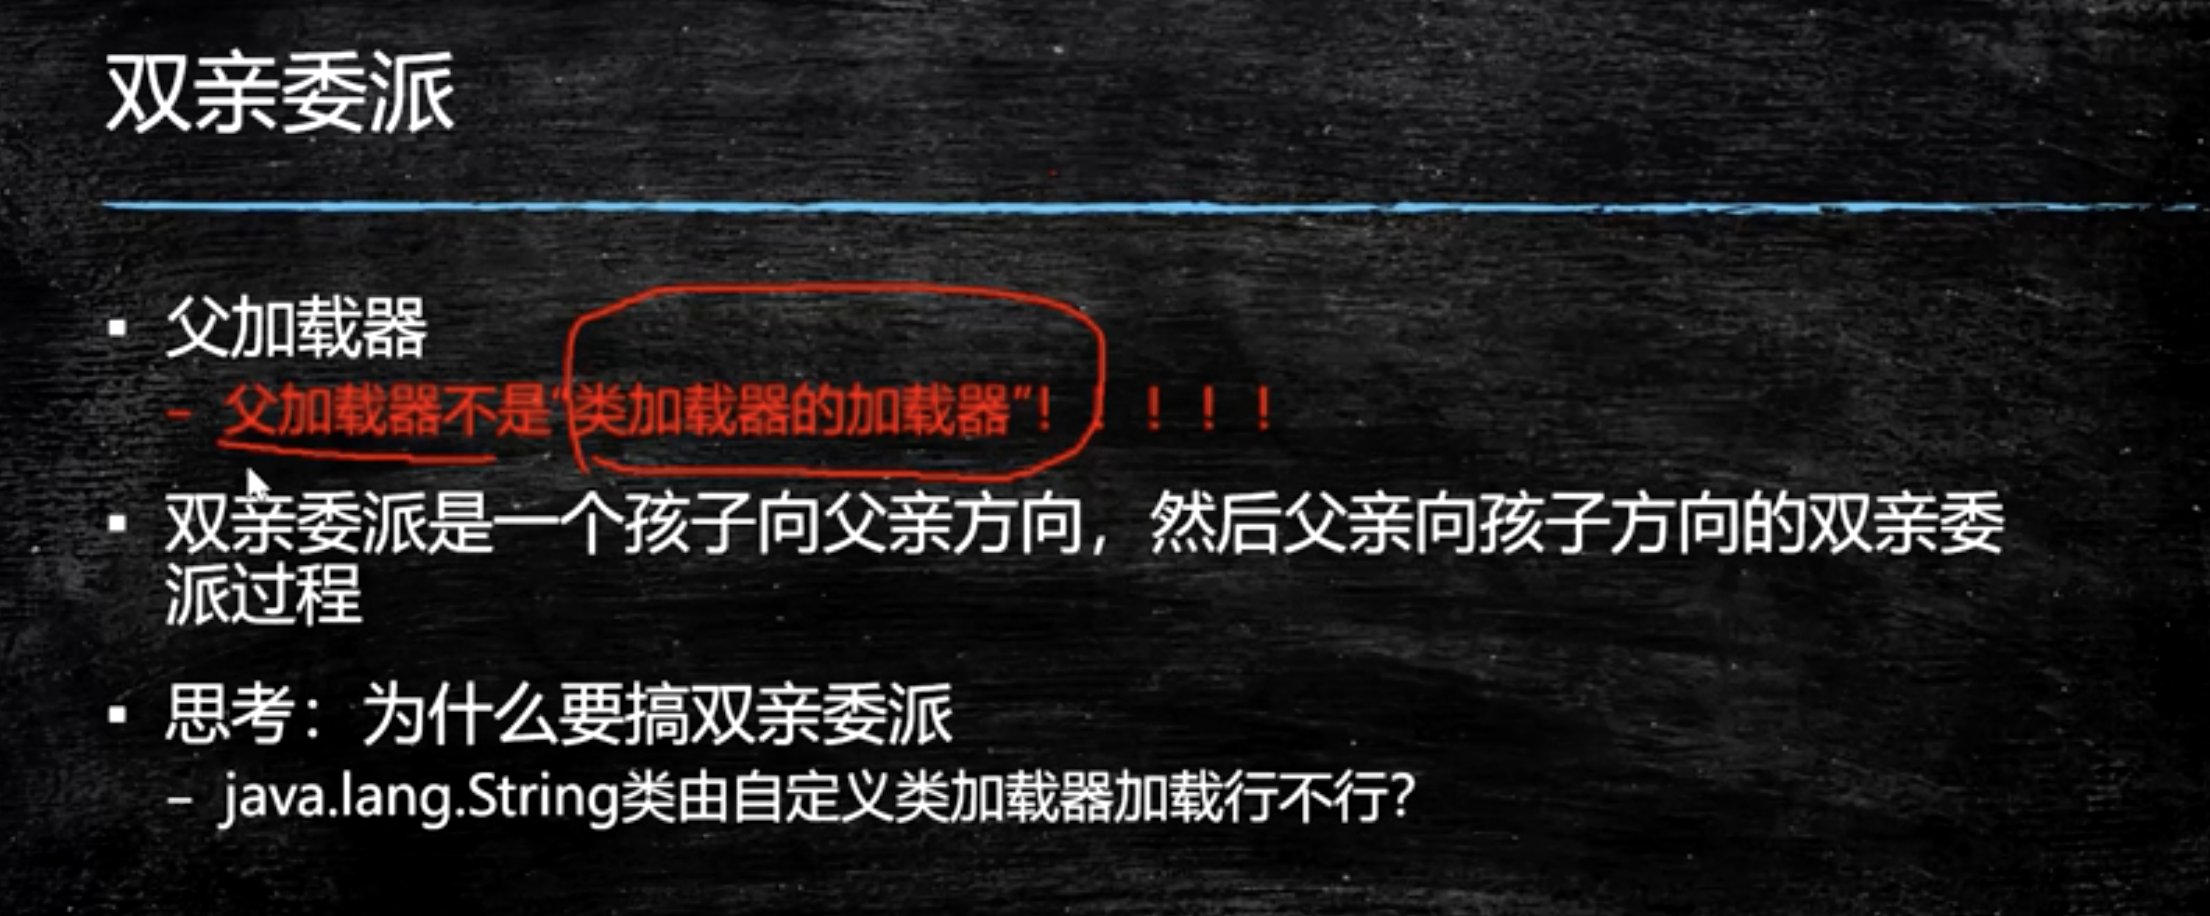 双亲委派
▪ 父加载器
– 父加载器不是“类加载器的加载器”！！！！！
▪ 双亲委派是一个孩子向父亲方向，然后父亲向孩子方向的双亲委
派过程
▪ 思考：为什么要搞双亲委派
– java.lang.String类由自定义类加载器加载行不行？